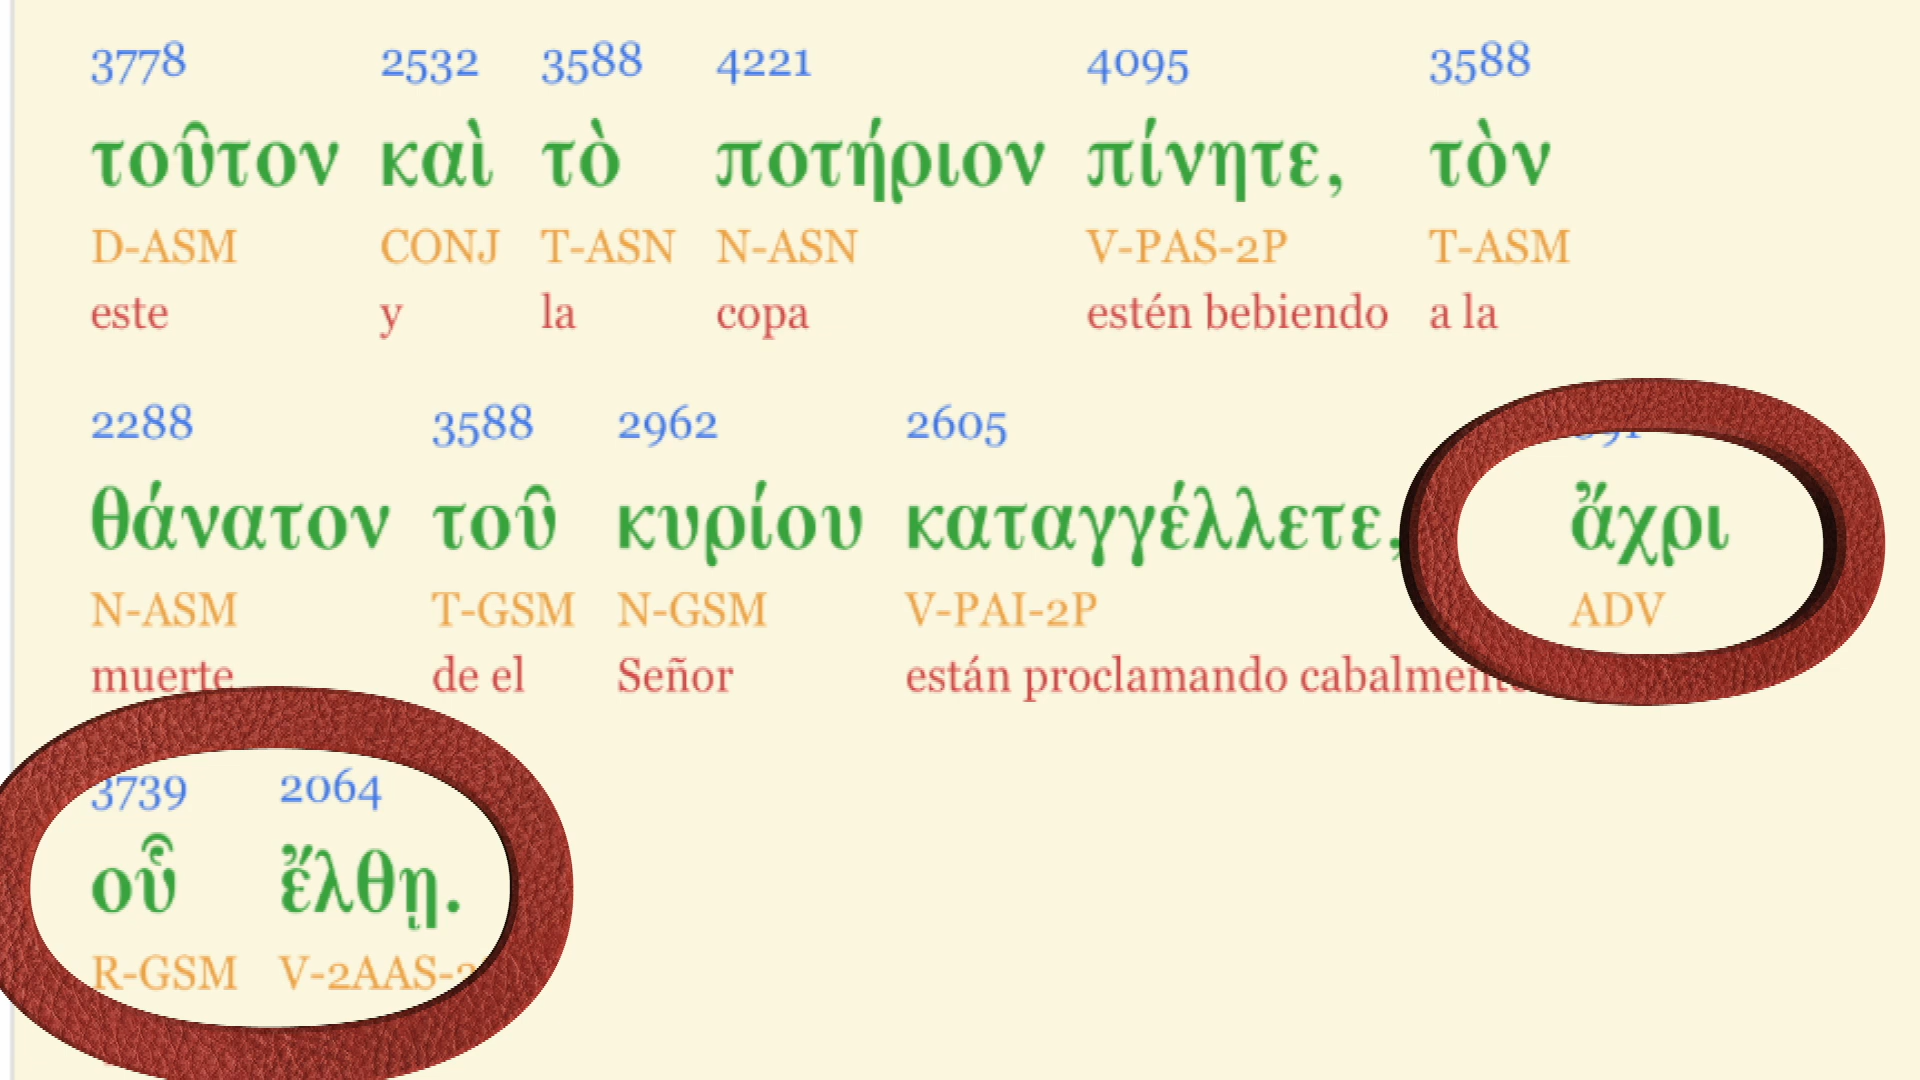 3778 2532 3588 4221 4095 3588
τοῦτον καὶ τὸ ποτήριον πίνητε, τὸν
D-ASM CONJ T-ASN N-ASN V-PAS-2P T-ASM
este y la copa estén bebiendo a la
2288 3588 2962 2605
θάνατον τοῦ κυρίου καταγγέλλετε, ἄχρι
N-ASM T-GSM N-GSM V-PAI-2P ADV
muerte de el Señor están proclamando
3739 2064
οὗ ἔλθῃ.
R-GSM